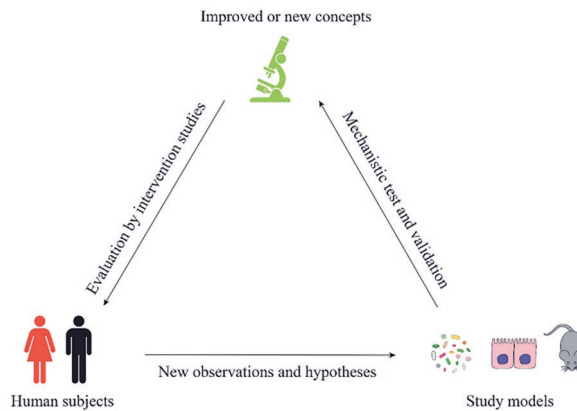 Improved or new concepts
Evaluation by intervention studies
Mechanistic test and validation
New observations and hypotheses
Human subjects
Study models